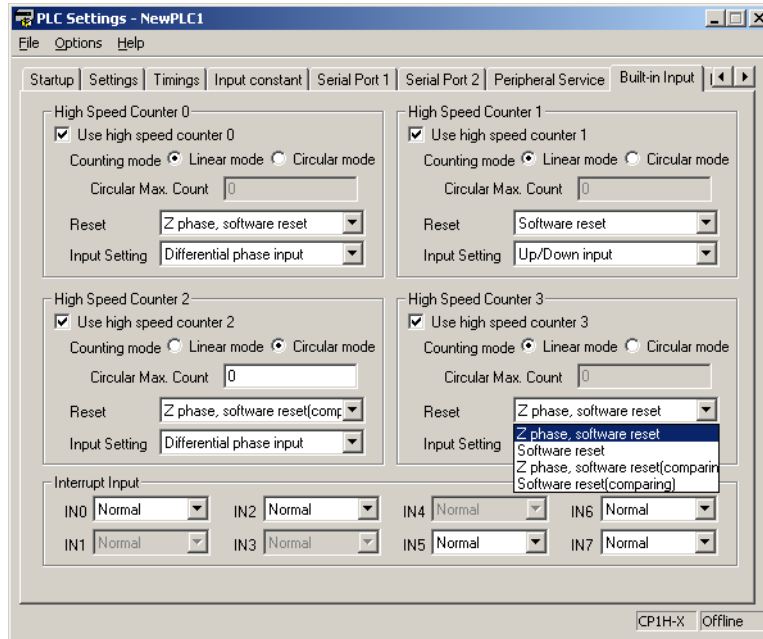 PLC Settings - NewPLC1
File Options Help
Startup Settings Timings Input constant Serial Port 1 Serial Port 2 Peripheral Service Built-in Input
High Speed Counter 0
Use high speed counter 0
Counting mode Linear mode Circular mode
Circular Max. Count 0
Reset Z phase, software reset
Input Setting Differential phase input
High Speed Counter 1
Use high speed counter 1
Counting mode Linear mode Circular mode
Circular Max. Count 0
Reset Software reset
Input Setting Up/Down input
High Speed Counter 2
Use high speed counter 2
Counting mode Linear mode Circular mode
Circular Max. Count 0
Reset Z phase, software reset(comp
Input Setting Differential phase input
High Speed Counter 3
Use high speed counter 3
Counting mode Linear mode Circular mode
Circular Max. Count 0
Reset Z phase, software reset
Input Setting
Z phase, software reset
Software reset
Z phase, software reset(comparin
Software reset(comparing)
Interrupt Input
IN0 Normal IN2 Normal IN4 Normal IN6 Normal
IN1 Normal IN3 Normal IN5 Normal IN7 Normal
CP1H-X Offline